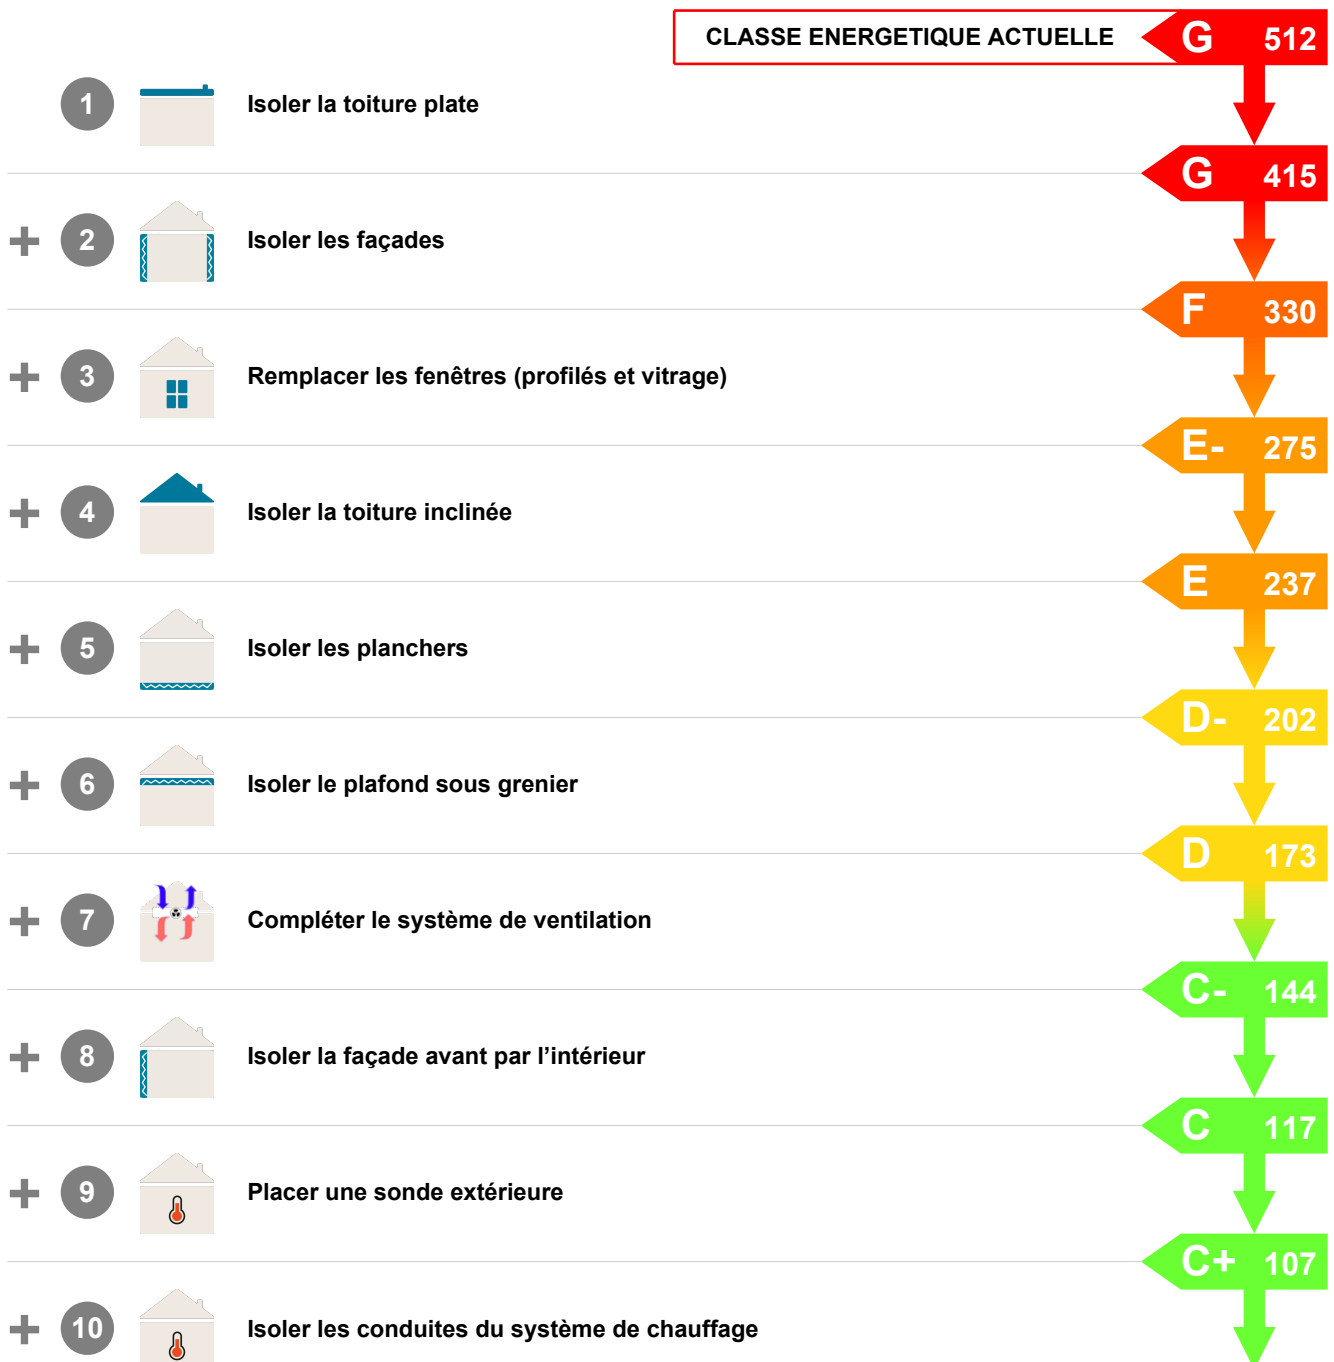 CLASSE ENERGETIQUE ACTUELLE G 512
1 Isoler la toiture plate
G 415
+ 2 Isoler les façades
F 330
+ 3 Remplacer les fenêtres (profilés et vitrage)
E- 275
+ 4 Isoler la toiture inclinée
E 237
+ 5 Isoler les planchers
D- 202
+ 6 Isoler le plafond sous grenier
D 173
+ 7 Compléter le système de ventilation
C- 144
+ 8 Isoler la façade avant par l’intérieur
C 117
+ 9 Placer une sonde extérieure
C+ 107
+ 10 Isoler les conduites du système de chauffage